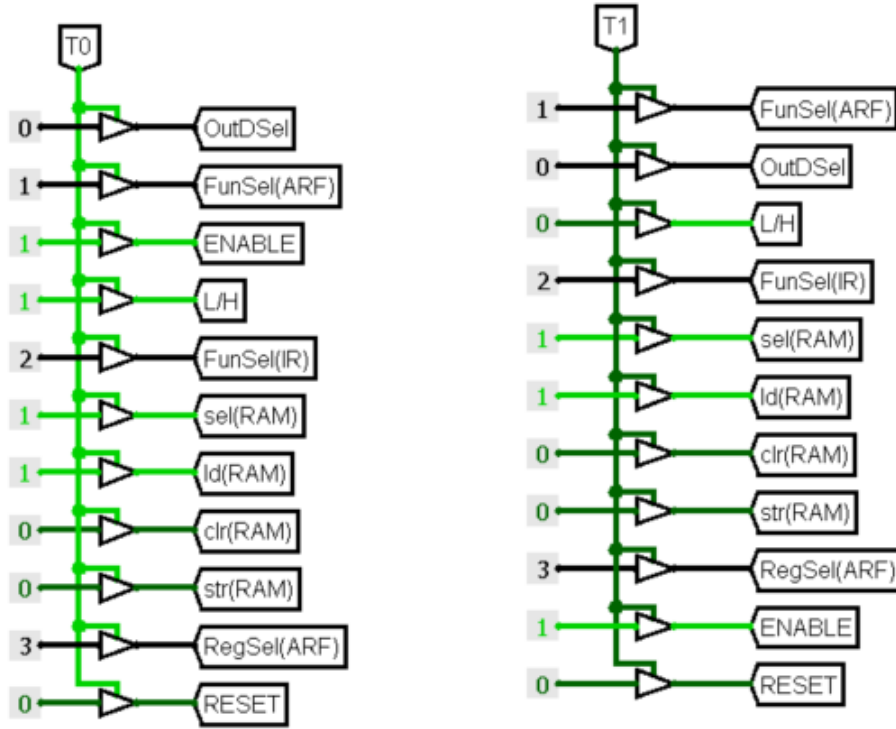 T0
0 OutDSel
1 FunSel(ARF)
1 ENABLE
1 L/H
2 FunSel(IR)
1 sel(RAM)
1 ld(RAM)
0 clr(RAM)
0 str(RAM)
3 RegSel(ARF)
0 RESET
T1
1 FunSel(ARF)
0 OutDSel
0 L/H
2 FunSel(IR)
1 sel(RAM)
1 ld(RAM)
0 clr(RAM)
0 str(RAM)
3 RegSel(ARF)
1 ENABLE
0 RESET